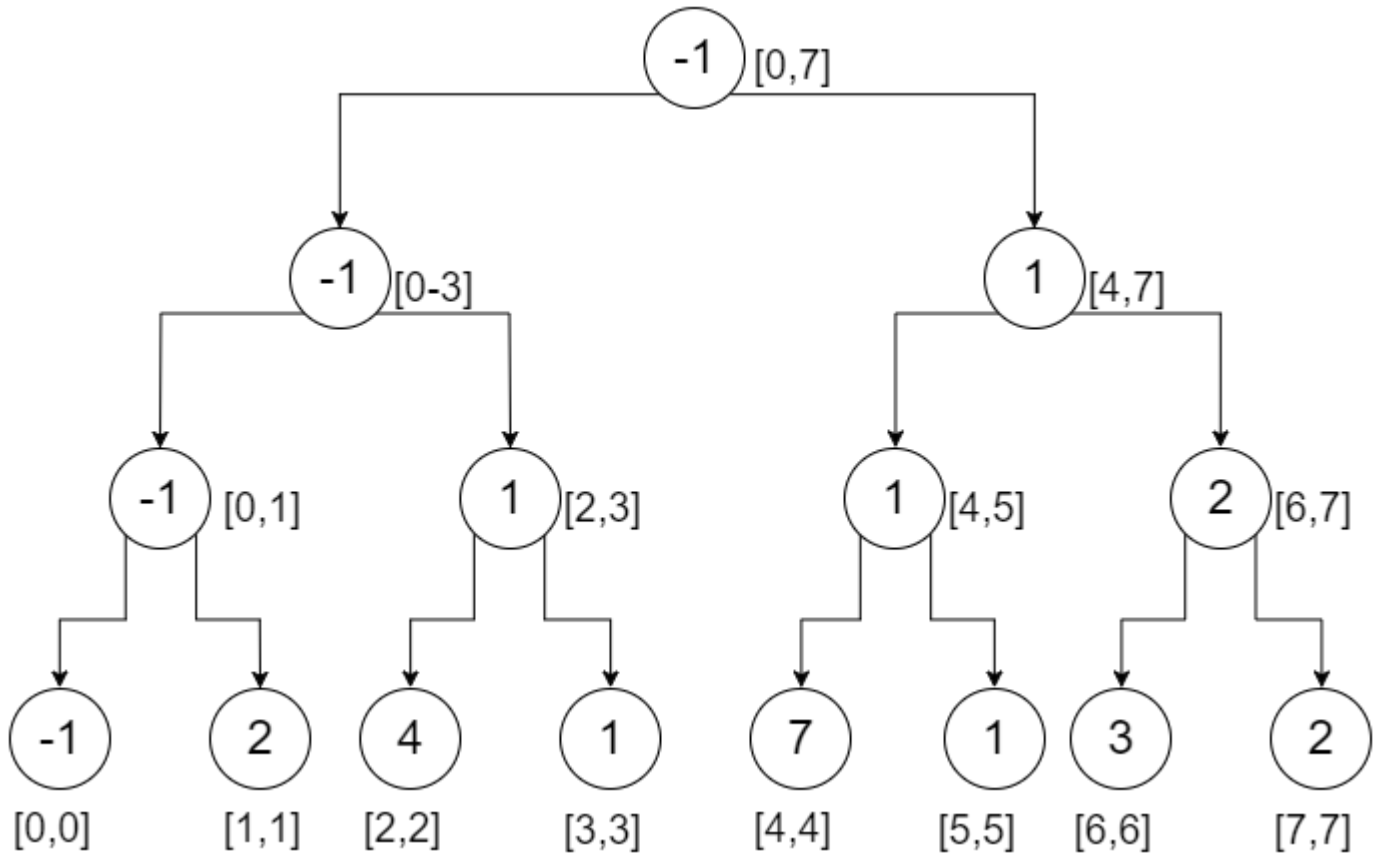 -1 [0,7]
-1 [0-3] 1 [4,7]
-1 [0,1] 1 [2,3] 1 [4,5] 2 [6,7]
-1 2 4 1 7 1 3 2
[0,0] [1,1] [2,2] [3,3] [4,4] [5,5] [6,6] [7,7]